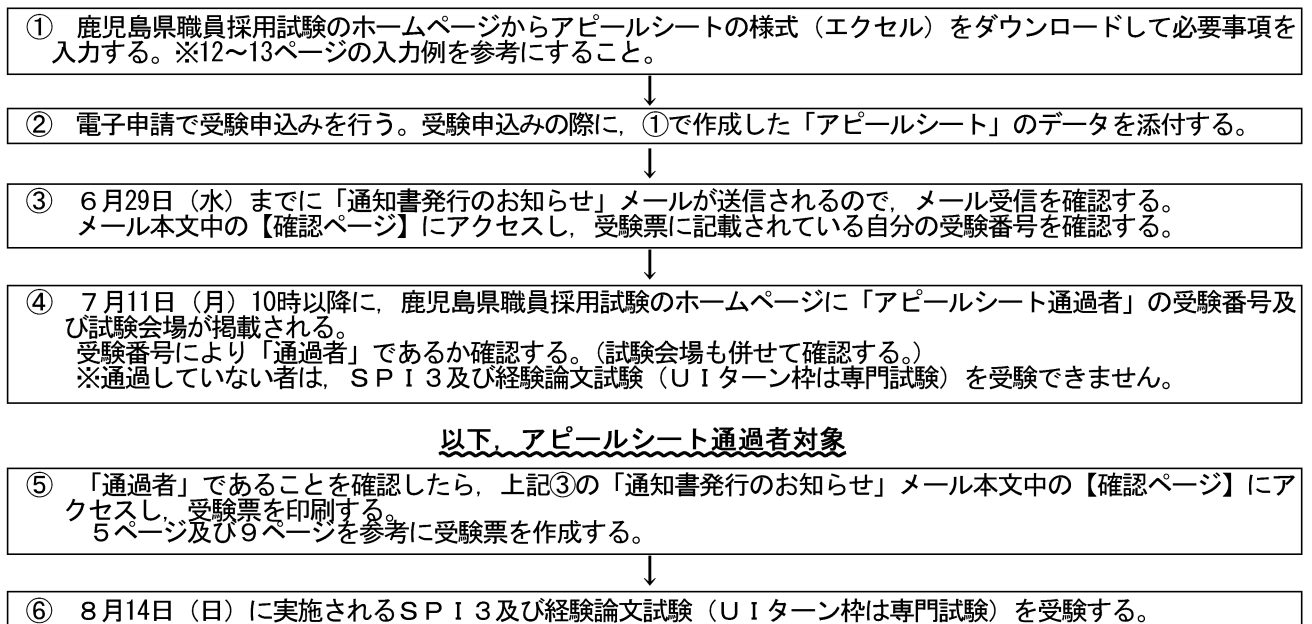 ① 鹿児島県職員採用試験のホームページからアピールシートの様式（エクセル）をダウンロードして必要事項を
入力する。※12～13ページの入力例を参考にすること。
② 電子申請で受験申込みを行う。受験申込みの際に，①で作成した「アピールシート」のデータを添付する。
③ ６月29日（水）までに「通知書発行のお知らせ」メールが送信されるので，メール受信を確認する。
メール本文中の【確認ページ】にアクセスし，受験票に記載されている自分の受験番号を確認する。
④ ７月11日（月）10時以降に，鹿児島県職員採用試験のホームページに「アピールシート通過者」の受験番号及
び試験会場が掲載される。
受験番号により「通過者」であるか確認する。（試験会場も併せて確認する。）
※通過していない者は，ＳＰＩ３及び経験論文試験（ＵＩターン枠は専門試験）を受験できません。
以下，アピールシート通過者対象
⑤ 「通過者」であることを確認したら，上記③の「通知書発行のお知らせ」メール本文中の【確認ページ】にア
クセスし，受験票を印刷する。
５ページ及び９ページを参考に受験票を作成する。
⑥ ８月14日（日）に実施されるＳＰＩ３及び経験論文試験（ＵＩターン枠は専門試験）を受験する。